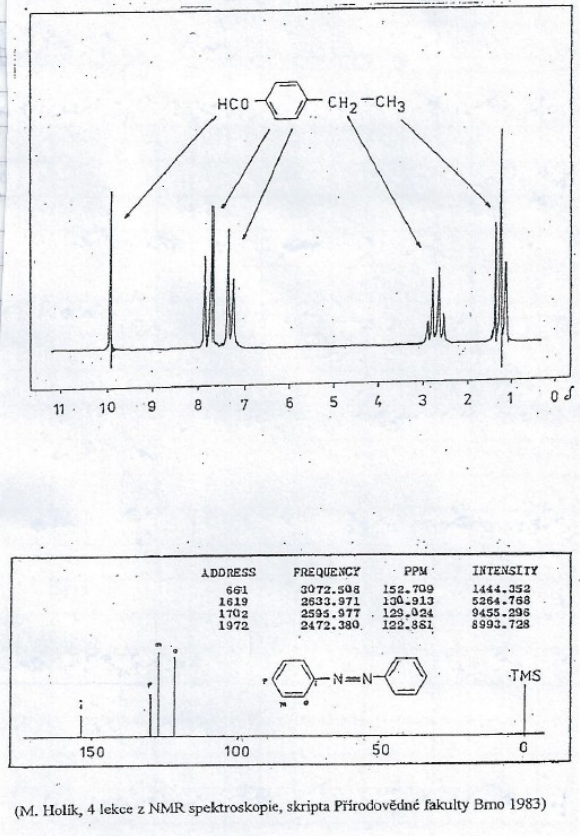 HCO CH2-CH3
11 10 9 8 7 6 5 4 3 2 1 0 δ
ADDRESS FREQUENCY PPM INTENSITY
661 3072.508 152.709 1444.352
1619 2633.971 130.913 5264.768
1702 2595.977 129.024 9455.296
1972 2472.380 122.881 8993.728
m o
p
i
P N=N
M O
TMS
150 100 50 0
(M. Holík, 4 lekce z NMR spektroskopie, skripta Přírodovědné fakulty Brno 1983)